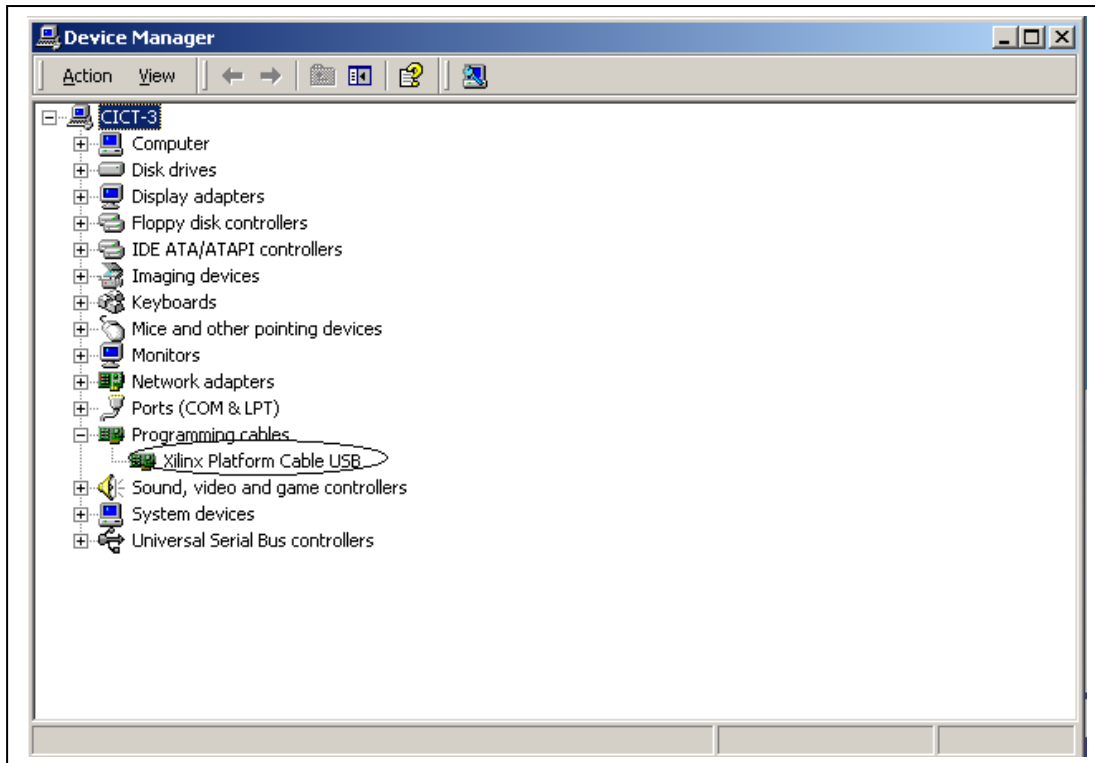 Device Manager
Action View
CICT-3
Computer
Disk drives
Display adapters
Floppy disk controllers
IDE ATA/ATAPI controllers
Imaging devices
Keyboards
Mice and other pointing devices
Monitors
Network adapters
Ports (COM & LPT)
Programming cables
Xilinx Platform Cable USB
Sound, video and game controllers
System devices
Universal Serial Bus controllers